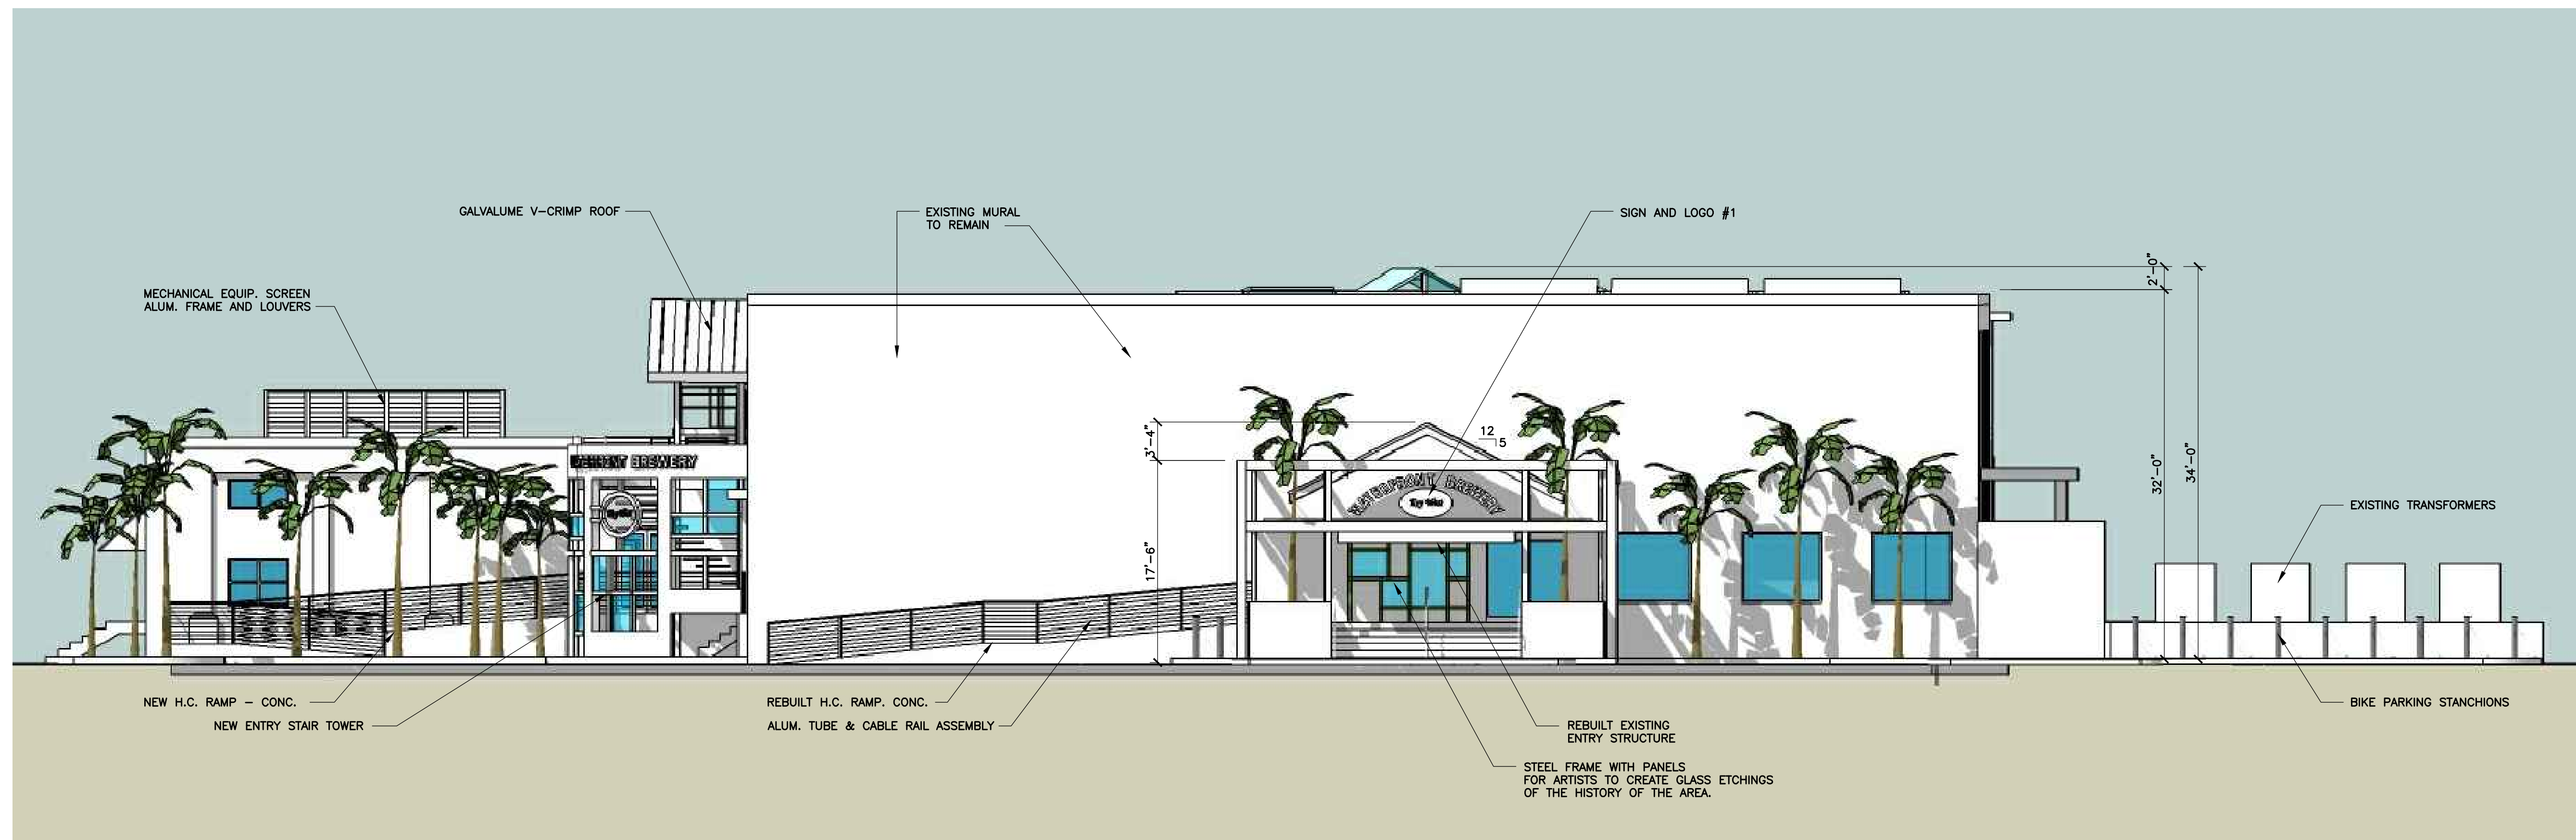 GALVALUME V-CRIMP ROOF
EXISTING MURAL
TO REMAIN
SIGN AND LOGO #1
2'-0"
MECHANICAL EQUIP. SCREEN
ALUM. FRAME AND LOUVERS
3'-4"
12
5
BREWERY
WATERFRONT BREWERY
32'-0"
34'-0"
17'-6"
EXISTING TRANSFORMERS
NEW H.C. RAMP - CONC.
NEW ENTRY STAIR TOWER
REBUILT H.C. RAMP. CONC.
ALUM. TUBE & CABLE RAIL ASSEMBLY
REBUILT EXISTING
ENTRY STRUCTURE
STEEL FRAME WITH PANELS
FOR ARTISTS TO CREATE GLASS ETCHINGS
OF THE HISTORY OF THE AREA.
BIKE PARKING STANCHIONS